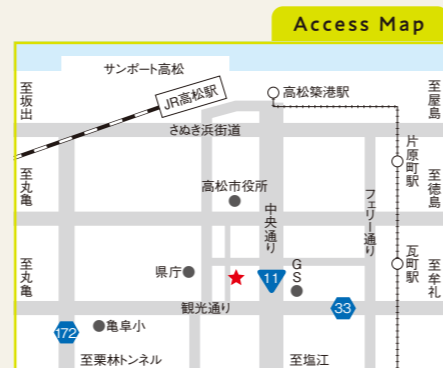 Access Map
サンポート高松
至坂出
JR高松駅
高松築港駅
至屋島
さぬき浜街道
片原町駅
至丸亀
至徳島
高松市役所
中央通り
フェリー通り
瓦町駅
至丸亀
県庁
11
GS
至牟礼
観光通り
33
172
亀阜小
至栗林トンネル
至塩江